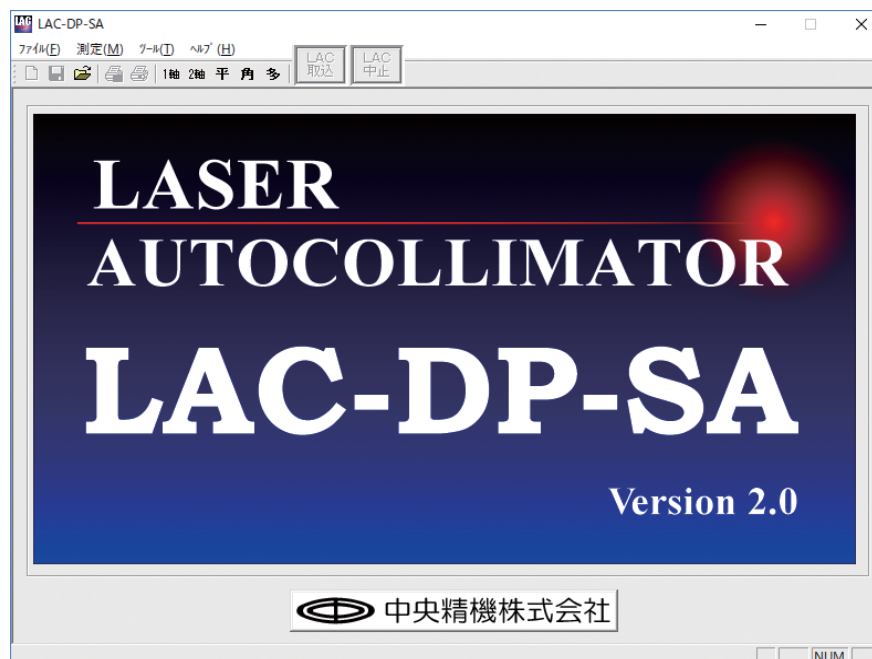 LAC LAC-DP-SA
ﾌｧｲﾙ(F) 測定(M) ﾂｰﾙ(T) ﾍﾙﾌﾟ(H)
1軸 2軸 平 角 多
LAC
取込
LAC
中止
LASER
AUTOCOLLIMATOR
LAC-DP-SA
Version 2.0
中央精機株式会社
NUM